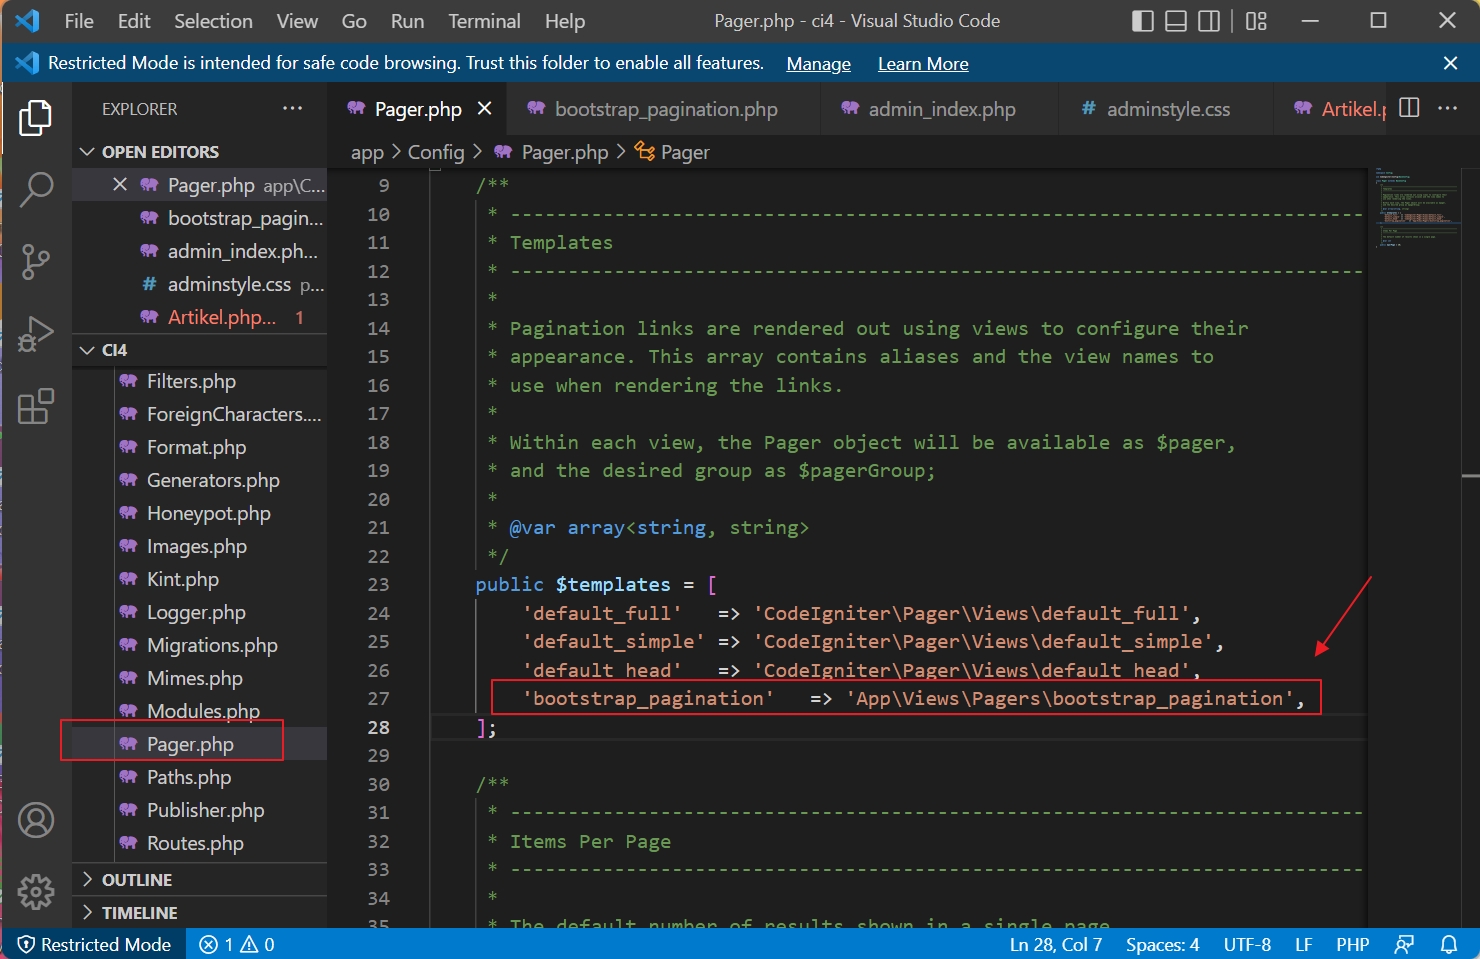 File Edit Selection View Go Run Terminal Help Pager.php - ci4 - Visual Studio Code
Restricted Mode is intended for safe code browsing. Trust this folder to enable all features. Manage Learn More
EXPLORER
OPEN EDITORS
Pager.php app\C...
bootstrap_pagin...
admin_index.ph...
# adminstyle.css p...
Artikel.php... 1
CI4
Filters.php
ForeignCharacters....
Format.php
Generators.php
Honeypot.php
Images.php
Kint.php
Logger.php
Migrations.php
Mimes.php
Modules.php
Pager.php
Paths.php
Publisher.php
Routes.php
OUTLINE
TIMELINE
Pager.php bootstrap_pagination.php admin_index.php # adminstyle.css Artikel.p
app > Config > Pager.php > Pager
9 /**
10 * --------------------------------------------------------------------------
11 * Templates
12 * --------------------------------------------------------------------------
13 *
14 * Pagination links are rendered out using views to configure their
15 * appearance. This array contains aliases and the view names to
16 * use when rendering the links.
17 *
18 * Within each view, the Pager object will be available as $pager,
19 * and the desired group as $pagerGroup;
20 *
21 * @var array<string, string>
22 */
23 public $templates = [
24 'default_full' => 'CodeIgniter\Pager\Views\default_full',
25 'default_simple' => 'CodeIgniter\Pager\Views\default_simple',
26 'default_head' => 'CodeIgniter\Pager\Views\default_head',
27 'bootstrap_pagination' => 'App\Views\Pagers\bootstrap_pagination',
28 ];
29
30 /**
31 * --------------------------------------------------------------------------
32 * Items Per Page
33 * --------------------------------------------------------------------------
34 *
35 * The default number of results shown in a single page.
Restricted Mode 1 0 Ln 28, Col 7 Spaces: 4 UTF-8 LF PHP